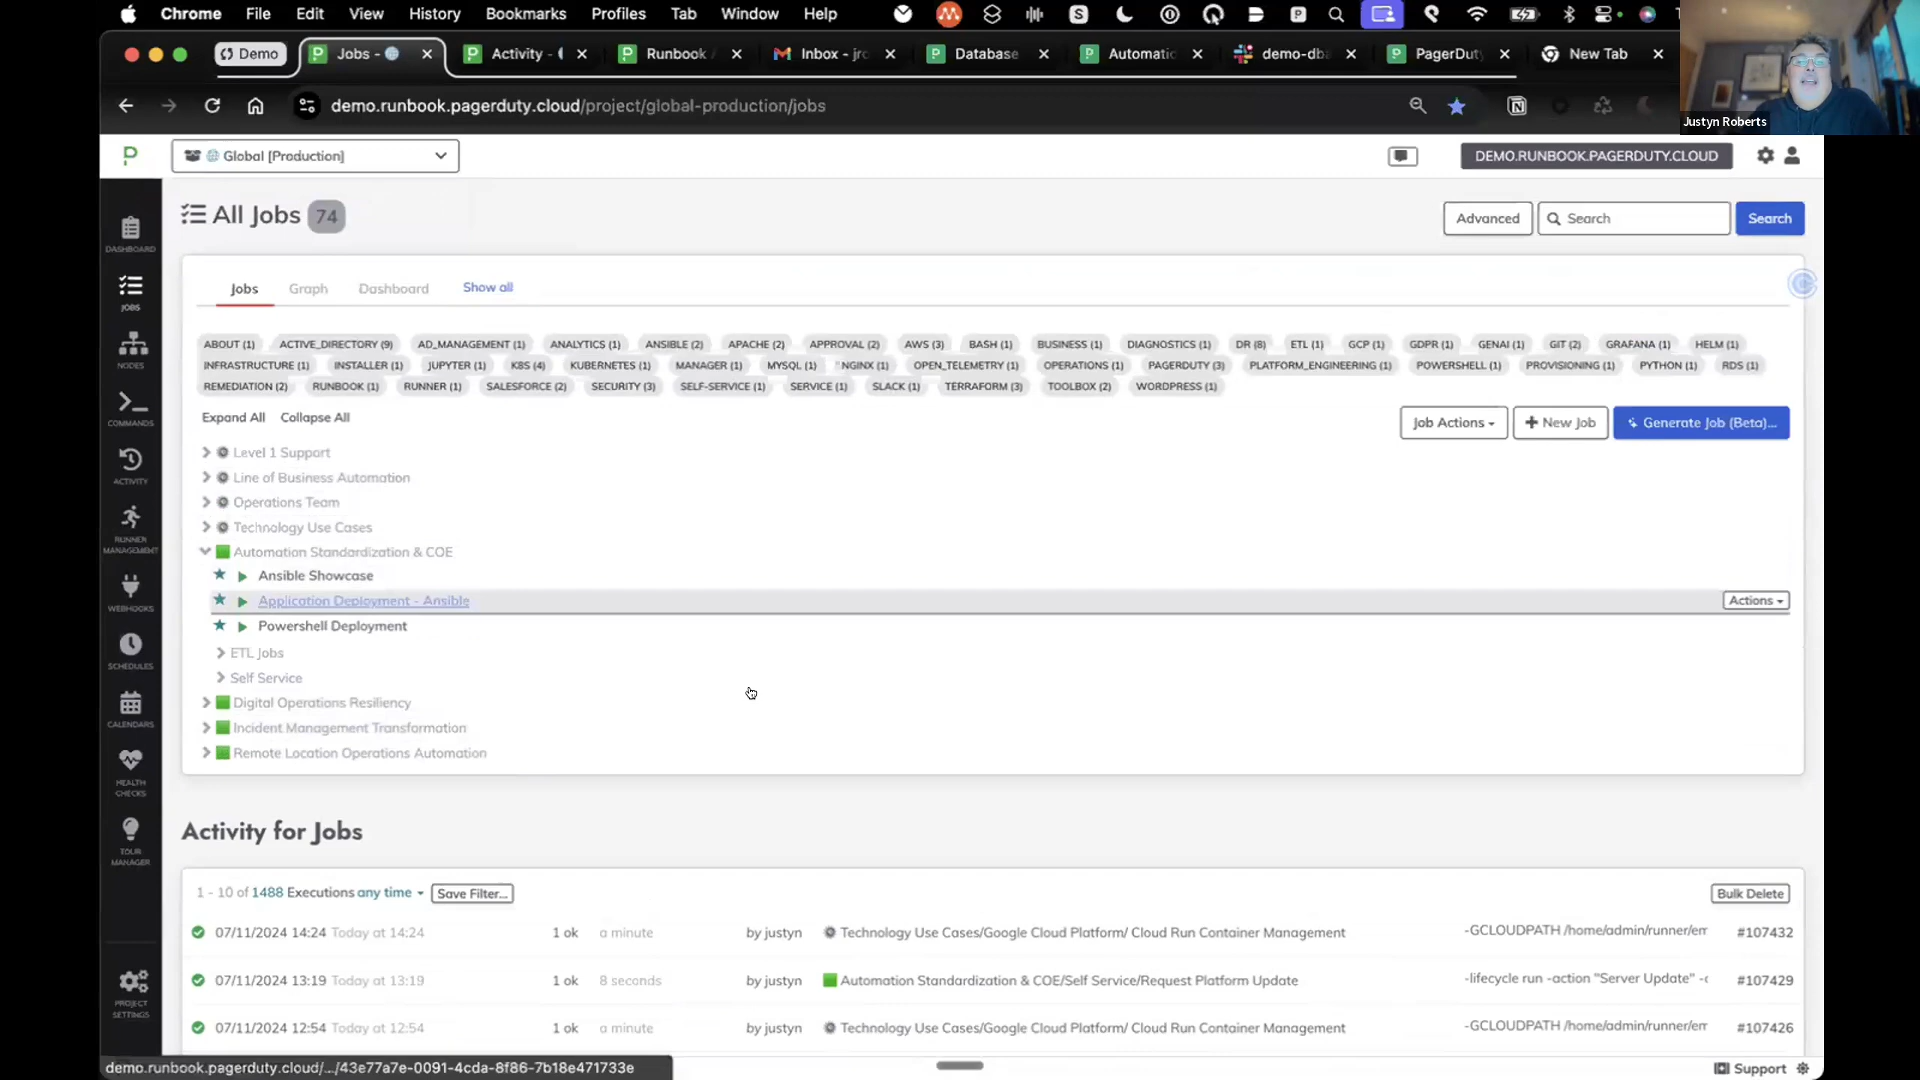 Chrome File Edit View History Bookmarks Profiles Tab Window Help
Demo Jobs - Activity - Runbook Inbox - jr Database Automatic demo-db PagerDut New Tab
demo.runbook.pagerduty.cloud/project/global-production/jobs
Justyn Roberts
Global [Production] DEMO.RUNBOOK.PAGERDUTY.CLOUD
All Jobs 74 Advanced Search Search
DASHBOARD
JOBS
NODES
COMMANDS
ACTIVITY
RUNNER
MANAGEMENT
WEBHOOKS
SCHEDULES
CALENDARS
HEALTH
CHECKS
TOUR
MANAGER
PROJECT
SETTINGS
Jobs Graph Dashboard Show all
ABOUT (1) ACTIVE_DIRECTORY (9) AD_MANAGEMENT (1) ANALYTICS (1) ANSIBLE (2) APACHE (2) APPROVAL (2) AWS (3) BASH (1) BUSINESS (1) DIAGNOSTICS (1) DR (8) ETL (1) GCP (1) GDPR (1) GENAI (1) GIT (2) GRAFANA (1) HELM (1)
INFRASTRUCTURE (1) INSTALLER (1) JUPYTER (1) K8S (4) KUBERNETES (1) MANAGER (1) MYSQL (1) NGINX (1) OPEN_TELEMETRY (1) OPERATIONS (1) PAGERDUTY (3) PLATFORM_ENGINEERING (1) POWERSHELL (1) PROVISIONING (1) PYTHON (1) RDS (1)
REMEDIATION (2) RUNBOOK (1) RUNNER (1) SALESFORCE (2) SECURITY (3) SELF-SERVICE (1) SERVICE (1) SLACK (1) TERRAFORM (3) TOOLBOX (2) WORDPRESS (1)
Expand All Collapse All Job Actions + New Job Generate Job (Beta)...
Level 1 Support
Line of Business Automation
Operations Team
Technology Use Cases
Automation Standardization & COE
Ansible Showcase
Application Deployment - Ansible Actions
Powershell Deployment
ETL Jobs
Self Service
Digital Operations Resiliency
Incident Management Transformation
Remote Location Operations Automation
Activity for Jobs
1 - 10 of 1488 Executions any time Save Filter... Bulk Delete
07/11/2024 14:24 Today at 14:24 1 ok a minute by justyn Technology Use Cases/Google Cloud Platform/ Cloud Run Container Management -GCLOUDPATH /home/admin/runner/em #107432
07/11/2024 13:19 Today at 13:19 1 ok 8 seconds by justyn Automation Standardization & COE/Self Service/Request Platform Update -lifecycle run -action "Server Update" - #107429
07/11/2024 12:54 Today at 12:54 1 ok a minute by justyn Technology Use Cases/Google Cloud Platform/ Cloud Run Container Management -GCLOUDPATH /home/admin/runner/em #107426
demo.runbook.pagerduty.cloud/.../43e77a7e-0091-4cda-8f86-7b18e471733e Support